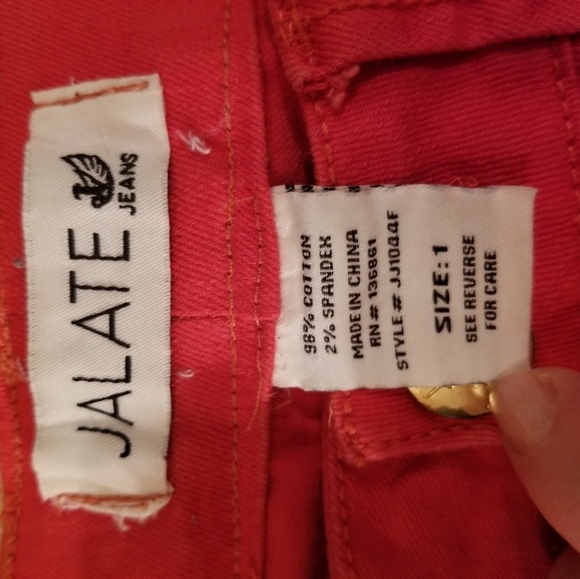 JALATE
JEANS
98% COTTON
2% SPANDEX
MADE IN CHINA
RN# 136861
STYLE# JJ1044F
SIZE: 1
SEE REVERSE
FOR CARE